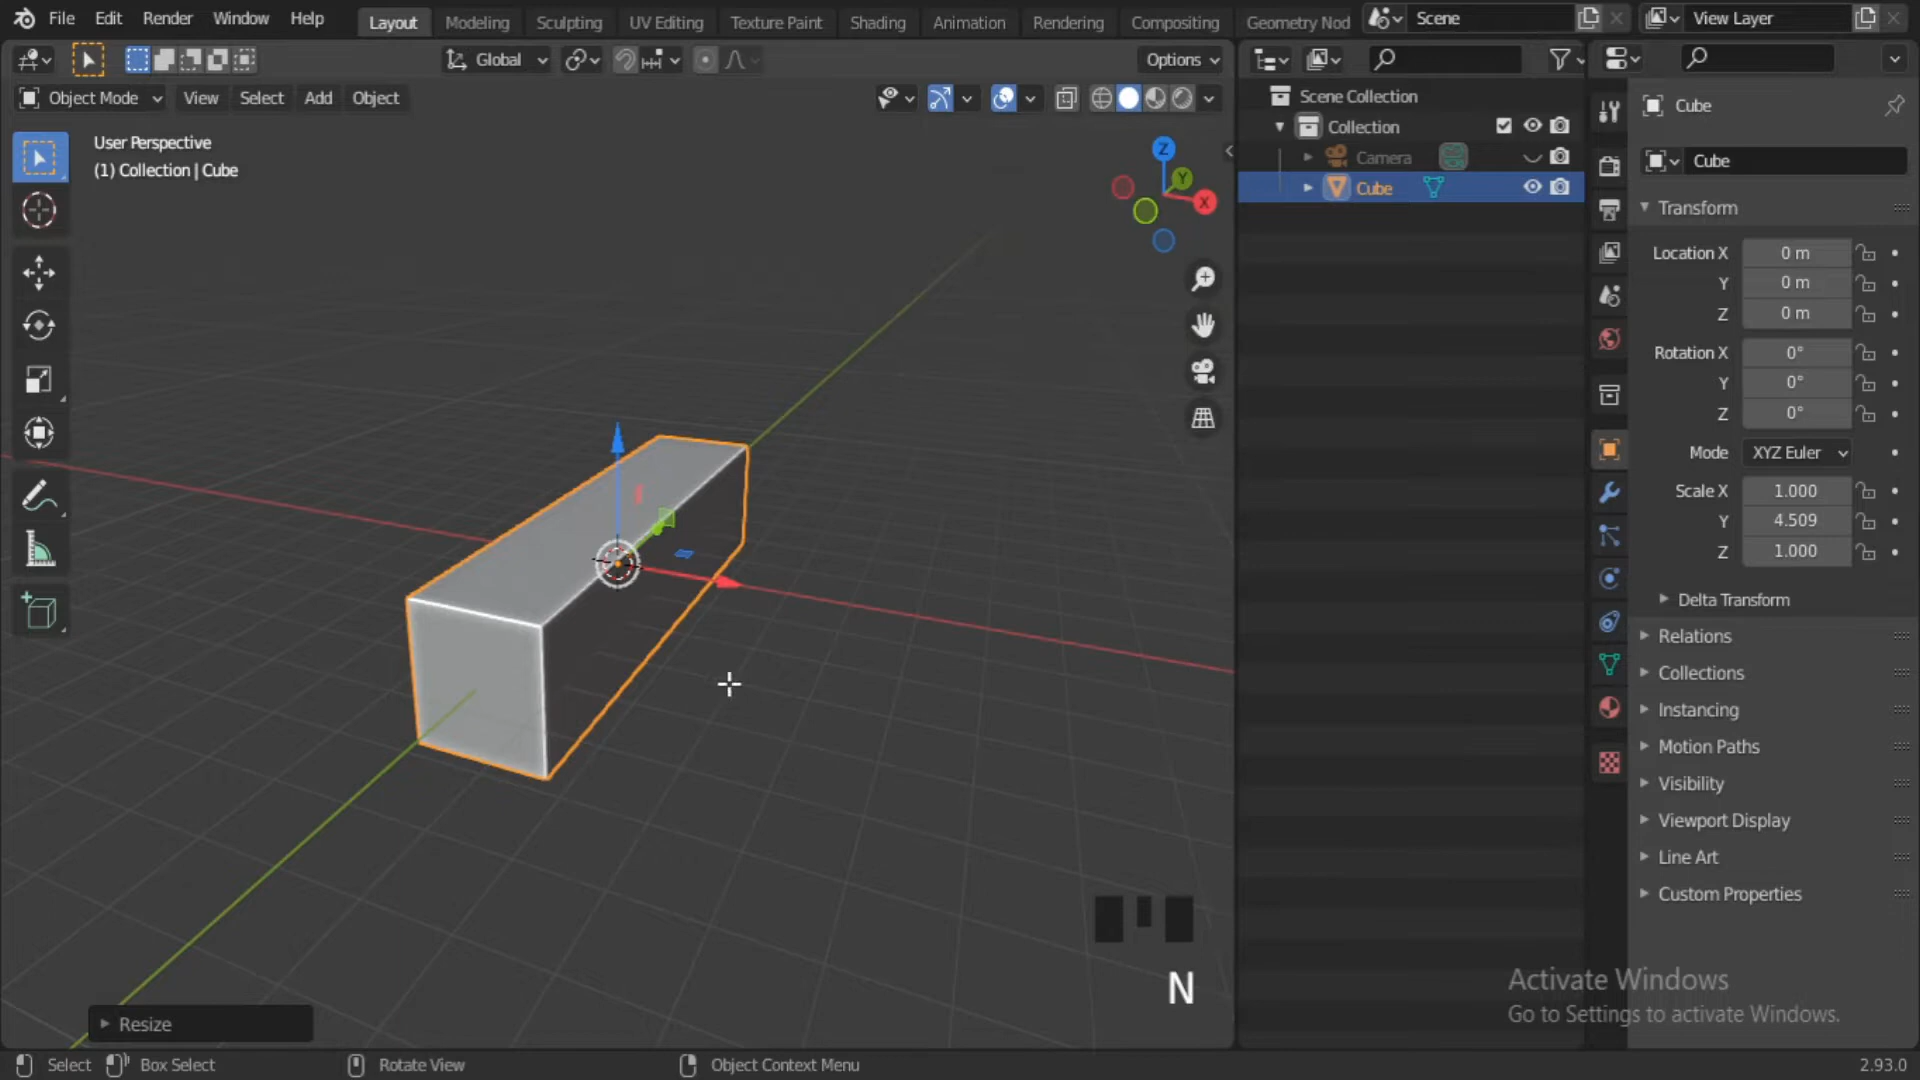 File Edit Render Window Help
Layout Modeling Sculpting UV Editing Texture Paint Shading Animation Rendering Compositing Geometry Nod
Scene
View Layer
Global
Options
Object Mode View Select Add Object
User Perspective
(1) Collection | Cube
Z
Y
X
Scene Collection
Collection
Camera
Cube
Cube
Cube
Transform
Location X 0 m
Y 0 m
Z 0 m
Rotation X 0°
Y 0°
Z 0°
Mode XYZ Euler
Scale X 1.000
Y 4.509
Z 1.000
Delta Transform
Relations
Collections
Instancing
Motion Paths
Visibility
Viewport Display
Line Art
Custom Properties
N
Activate Windows
Go to Settings to activate Windows.
Resize
Select Box Select Rotate View Object Context Menu 2.93.0